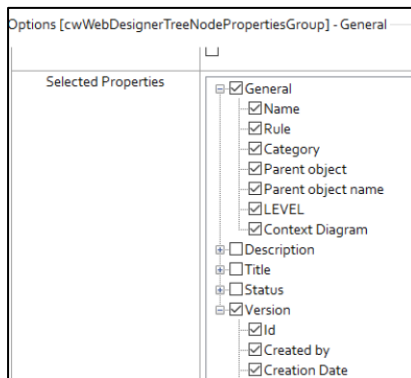 Options [cwWebDesignerTreeNodePropertiesGroup] - General
Selected Properties
General
Name
Rule
Category
Parent object
Parent object name
LEVEL
Context Diagram
Description
Title
Status
Version
Id
Created by
Creation Date